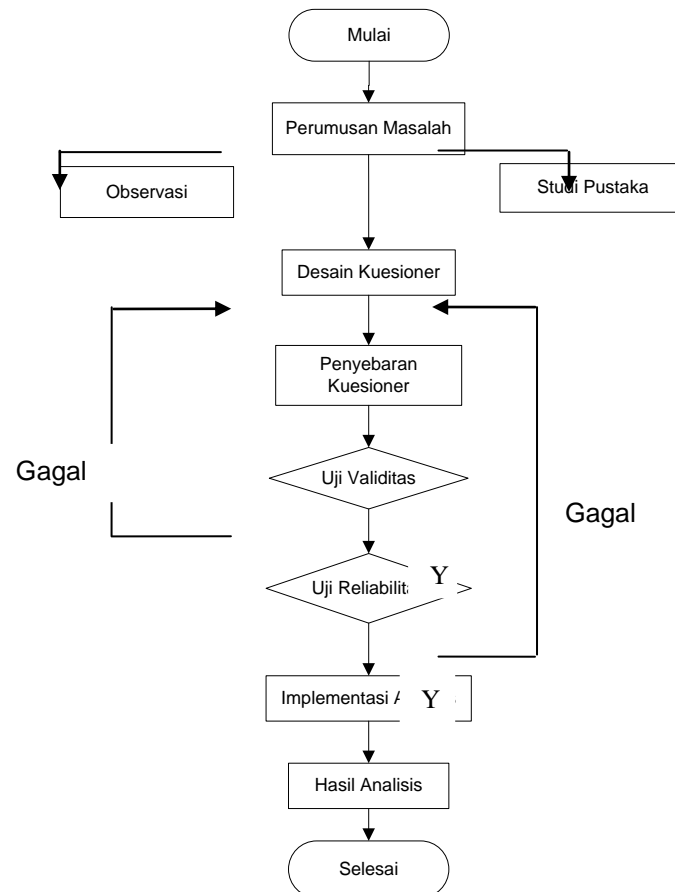 Mulai
Perumusan Masalah
Observasi
Studi Pustaka
Desain Kuesioner
Penyebaran
Kuesioner
Gagal
Uji Validitas
Gagal
Uji
Y
Implementasi
Y
Hasil Analisis
Selesai